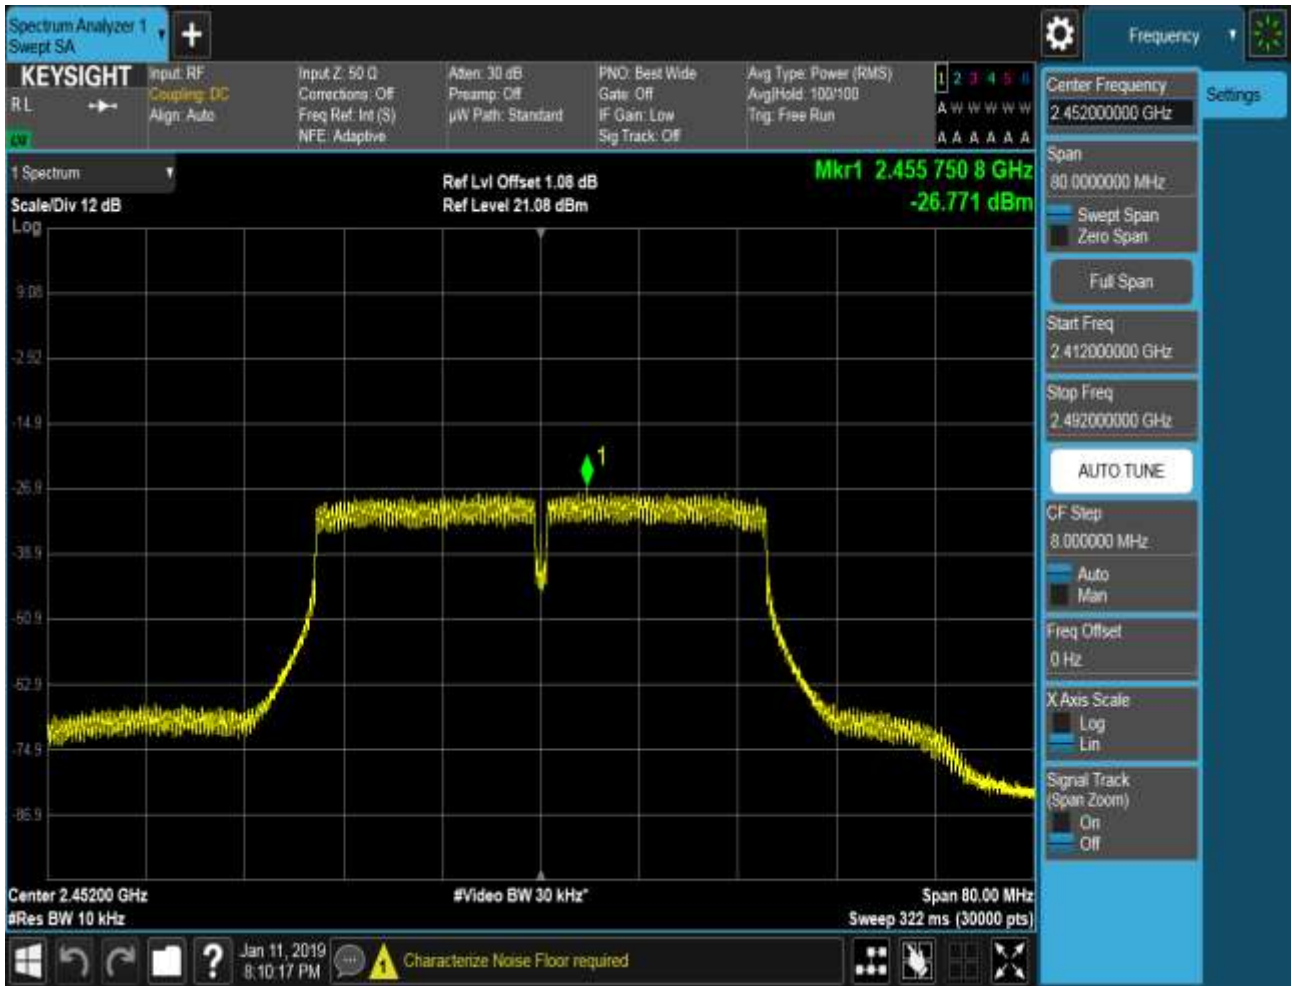 Spectrum Analyzer 1
Swept SA
+
Frequency
KEYSIGHT
R L
Input: RF
Coupling: DC
Align: Auto
Input Z: 50 Ω
Corrections: Off
Freq Ref: Int (S)
NFE: Adaptive
Atten: 30 dB
Preamp: Off
µW Path: Standard
PNO: Best Wide
Gate: Off
IF Gain: Low
Sig Track: Off
Avg Type: Power (RMS)
Avg|Hold: 100/100
Trig: Free Run
1 2 3 4 5 6
A W W W W W
A A A A A A
1 Spectrum
Scale/Div 12 dB
Log
Ref Lvl Offset 1.08 dB
Ref Level 21.08 dBm
Mkr1 2.455 750 8 GHz
-26.771 dBm
9.08
-2.92
-14.9
-26.9
-38.9
-50.9
-62.9
-74.9
-86.9
1
Center 2.45200 GHz
#Res BW 10 kHz
#Video BW 30 kHz*
Span 80.00 MHz
Sweep 322 ms (30000 pts)
Center Frequency
2.452000000 GHz
Settings
Span
80.0000000 MHz
Swept Span
Zero Span
Full Span
Start Freq
2.412000000 GHz
Stop Freq
2.492000000 GHz
AUTO TUNE
CF Step
8.000000 MHz
Auto
Man
Freq Offset
0 Hz
X Axis Scale
Log
Lin
Signal Track
(Span Zoom)
On
Off
?
Jan 11, 2019
8:10:17 PM
1
Characterize Noise Floor required